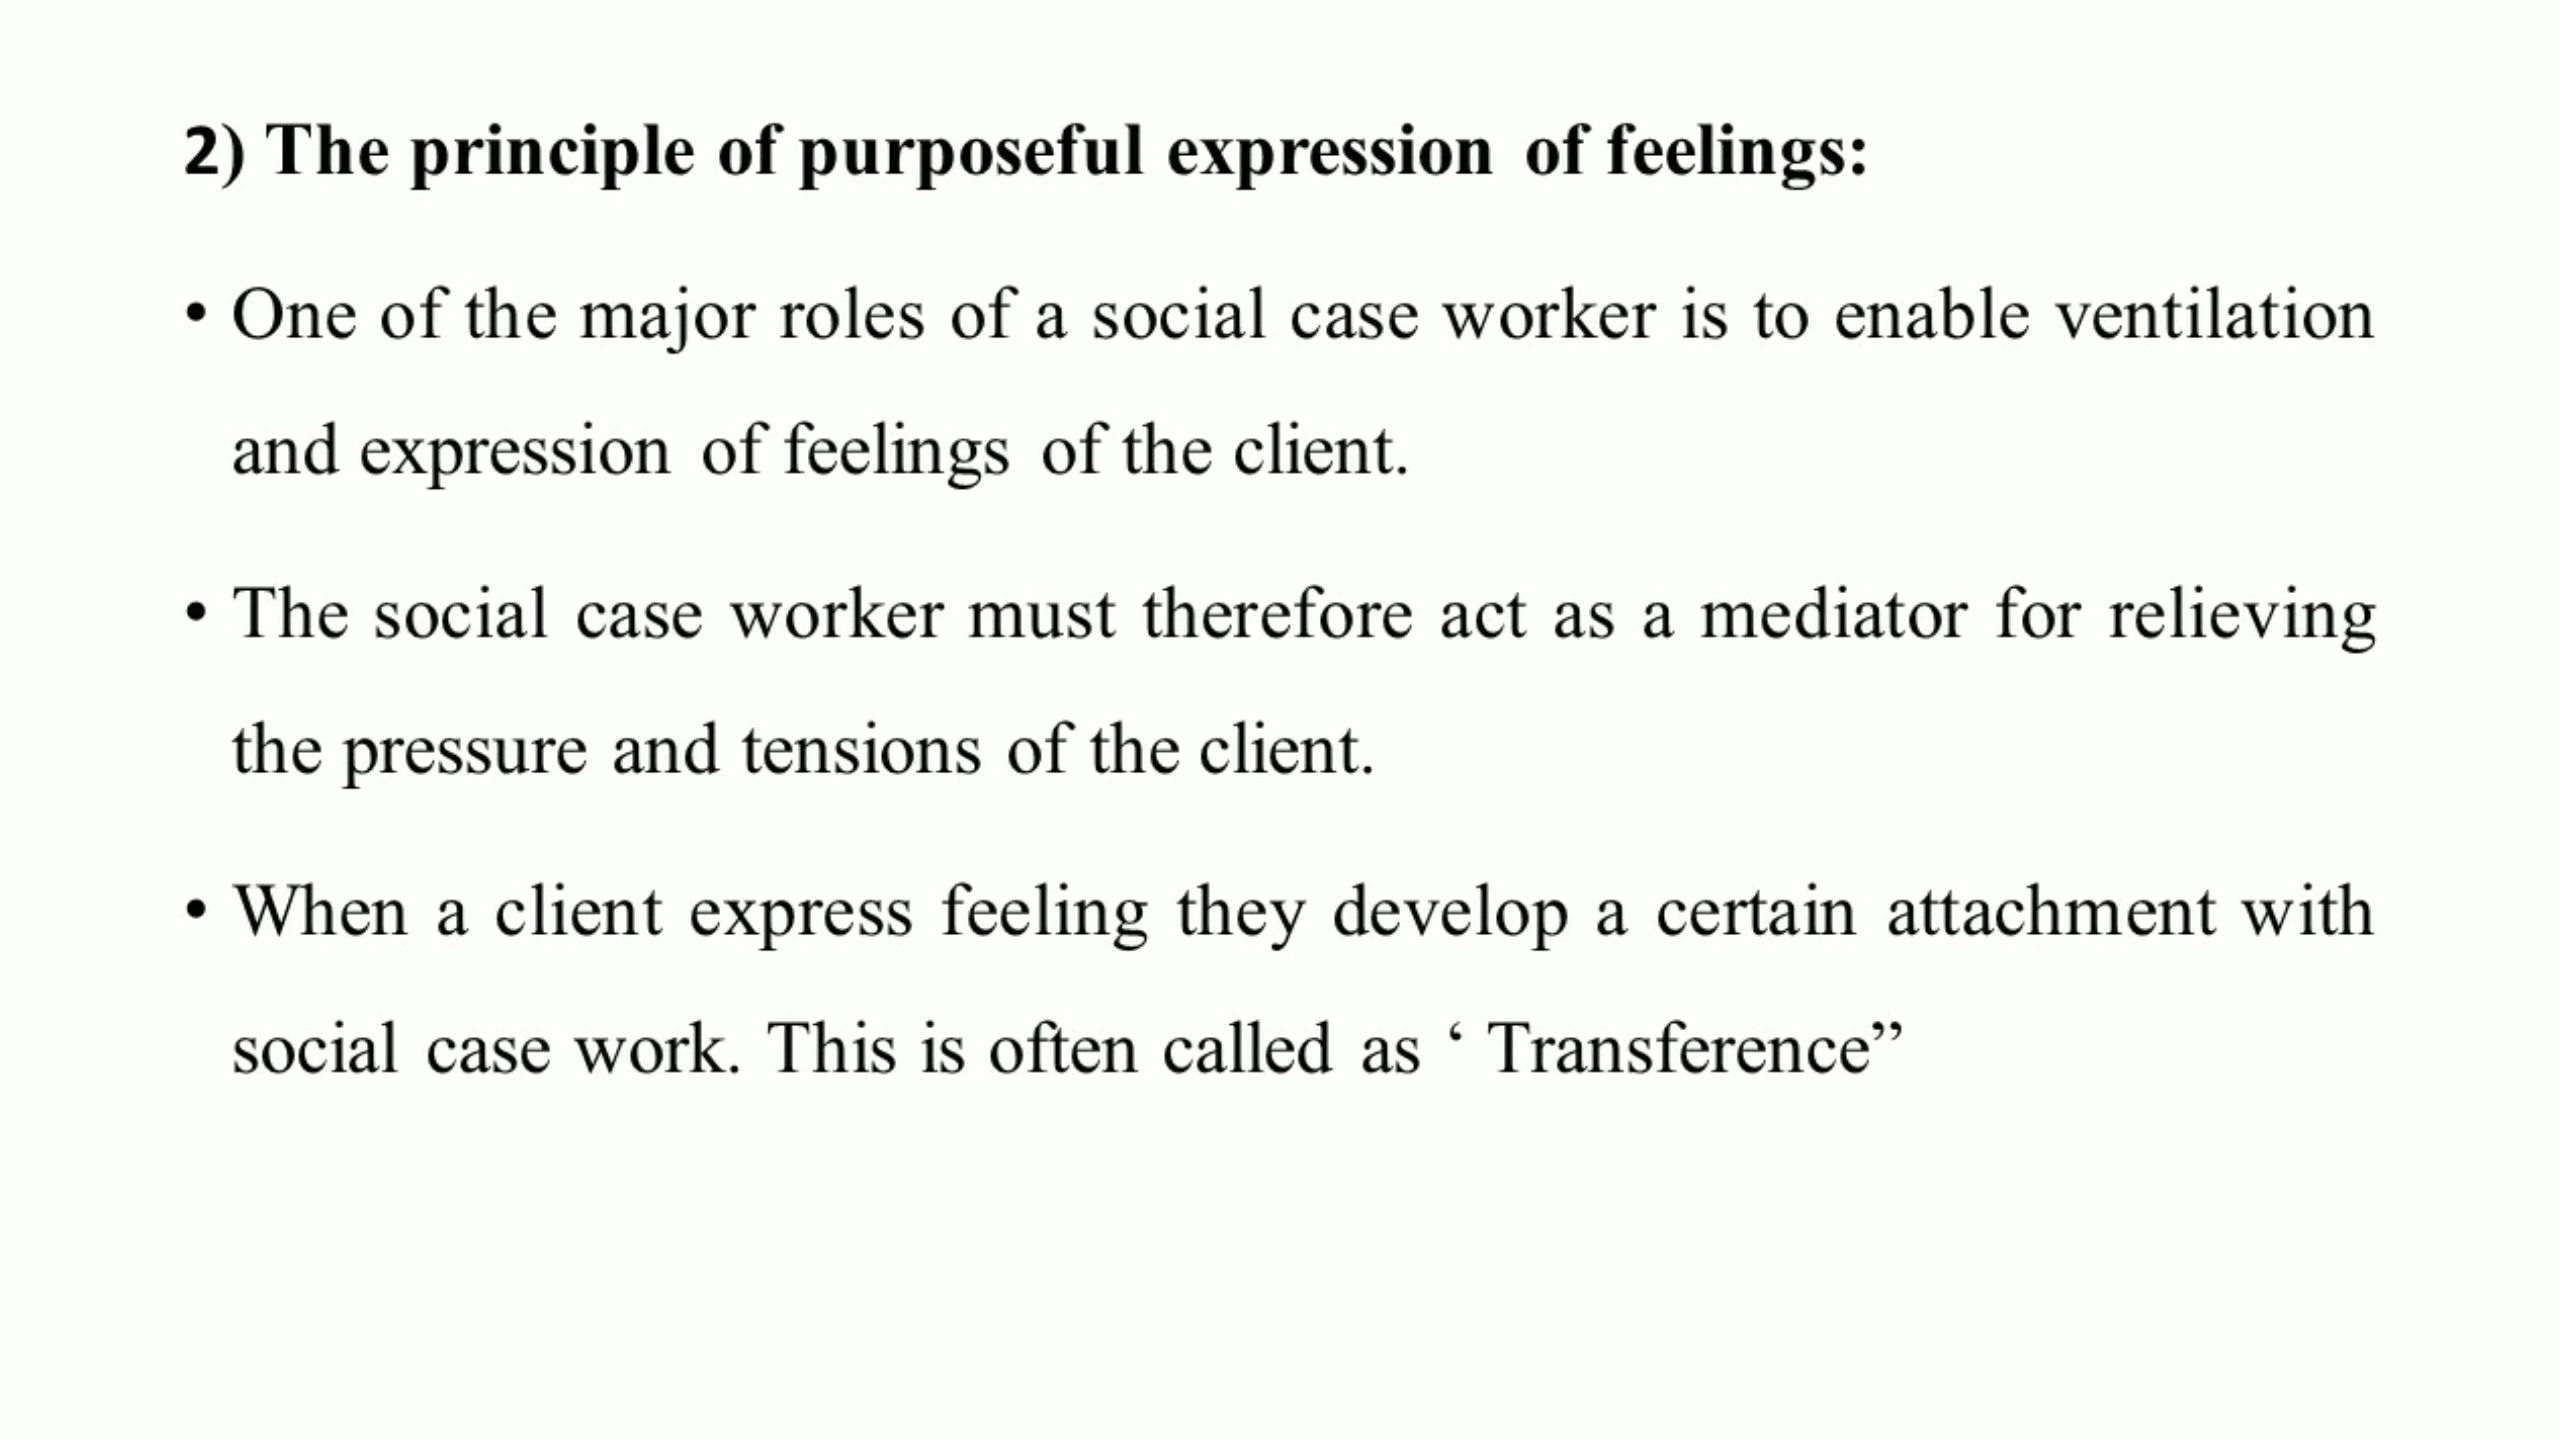 2) The principle of purposeful expression of feelings:
• One of the major roles of a social case worker is to enable ventilation
and expression of feelings of the client.
• The social case worker must therefore act as a mediator for relieving
the pressure and tensions of the client.
• When a client express feeling they develop a certain attachment with
social case work. This is often called as ‘ Transference”